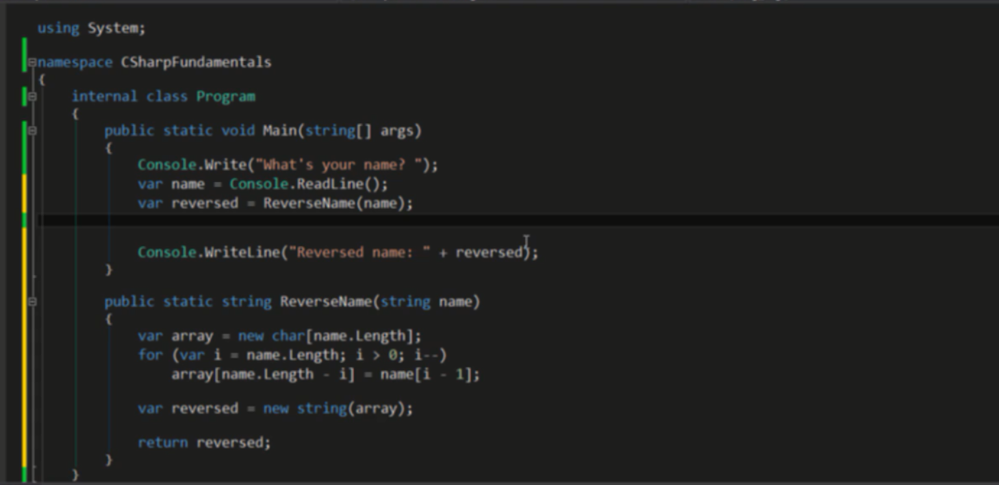 using System;
namespace CSharpFundamentals
{
    internal class Program
    {
        public static void Main(string[] args)
        {
            Console.Write("What's your name? ");
            var name = Console.ReadLine();
            var reversed = ReverseName(name);
            Console.WriteLine("Reversed name: " + reversed);
        }
        public static string ReverseName(string name)
        {
            var array = new char[name.Length];
            for (var i = name.Length; i > 0; i--)
                array[name.Length - i] = name[i - 1];
            var reversed = new string(array);
            return reversed;
        }
    }